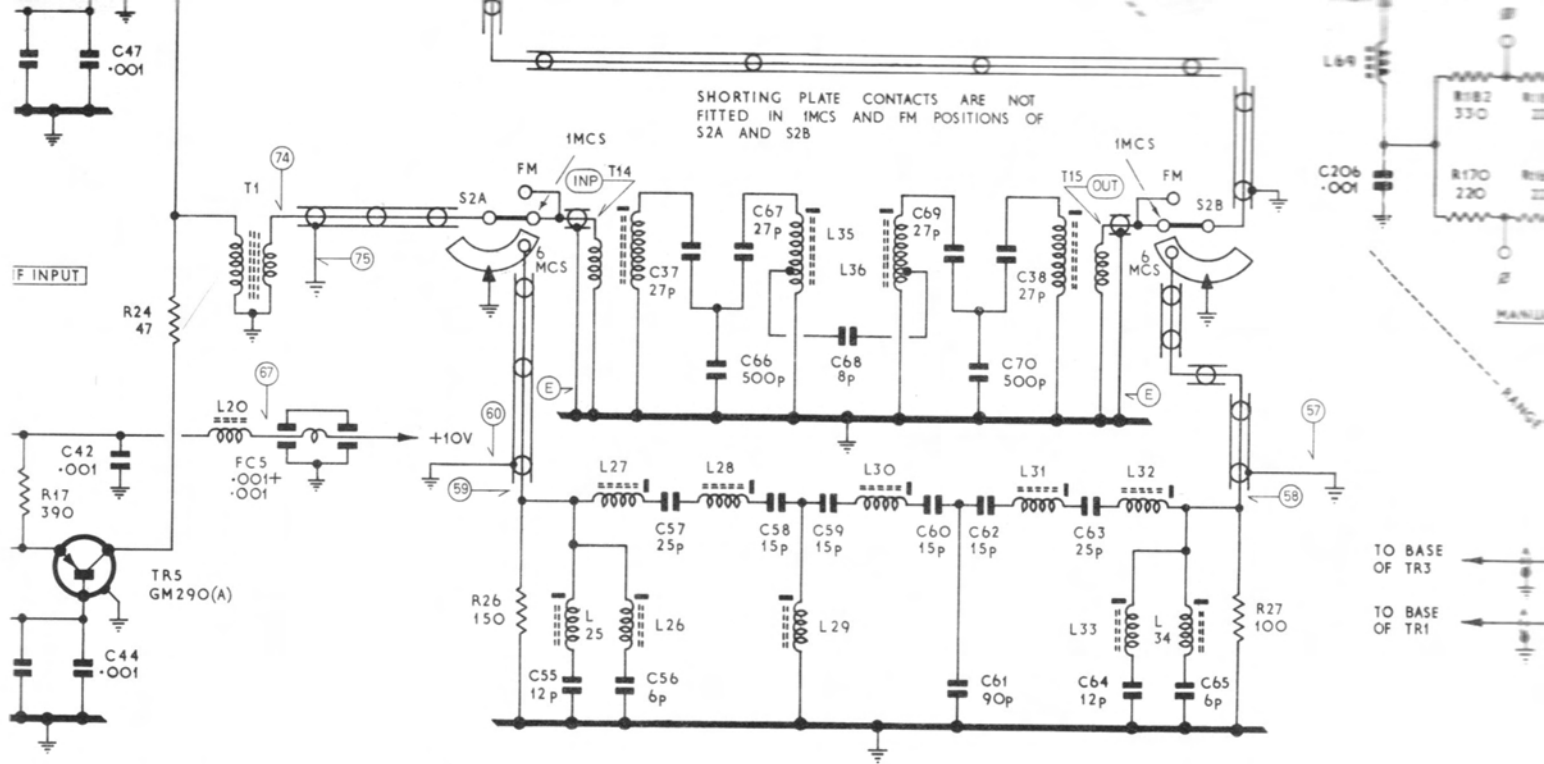 C47
·001
L69
R182
330
SHORTING PLATE CONTACTS ARE NOT
FITTED IN 1MCS AND FM POSITIONS OF
S2A AND S2B
1MCS
FM
INP
T14
T15
OUT
1MCS
FM
C206
·001
R170
220
74
T1
S2A
S2B
C67
27p
L35
C69
27p
L36
C37
27p
C38
27p
6
MCS
6
MCS
75
IF INPUT
R24
47
C66
500p
C68
8p
C70
500p
E
E
67
60
57
L20
+10V
C42
·001
FC5
·001+
·001
59
58
R17
390
L27
L28
L30
L31
L32
C57
25p
C58
15p
C59
15p
C60
15p
C62
15p
C63
25p
RANGE
TR5
GM290(A)
R26
150
L
25
L26
L29
L33
L
34
R27
100
TO BASE
OF TR3
TO BASE
OF TR1
C44
·001
C55
12p
C56
6p
C61
90p
C64
12p
C65
6p